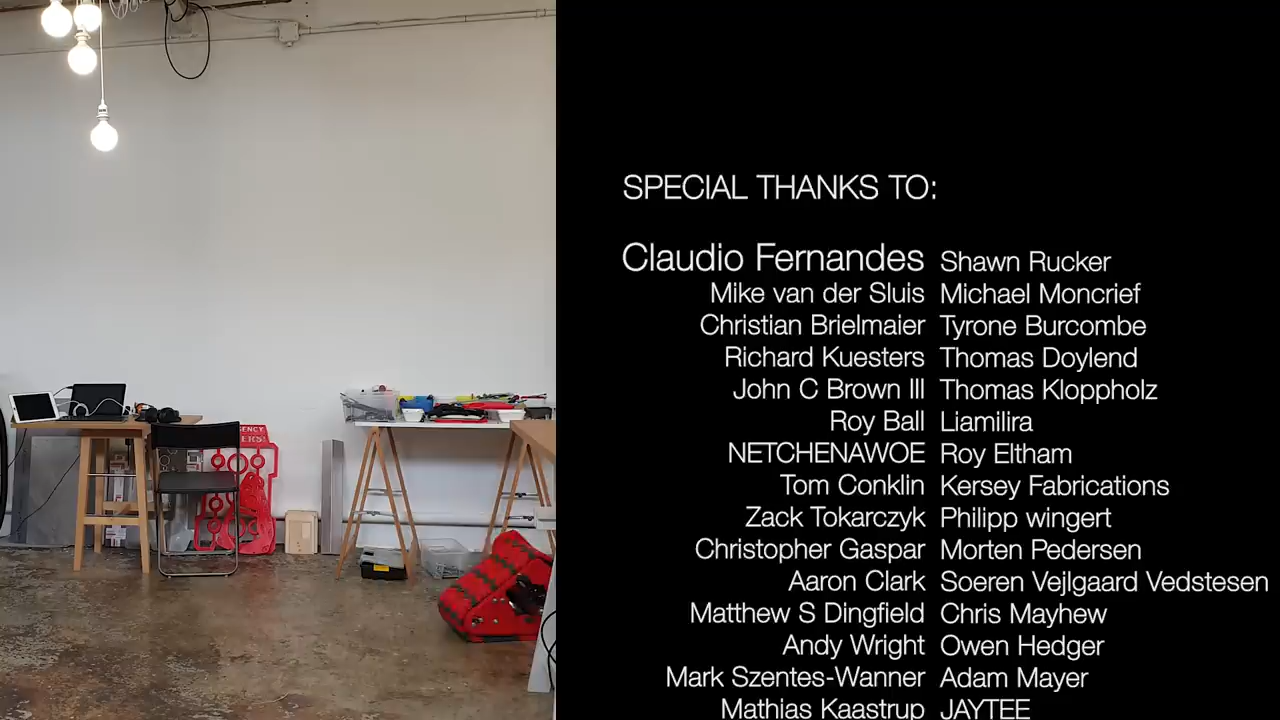 SPECIAL THANKS TO:
Claudio Fernandes Shawn Rucker
Mike van der Sluis Michael Moncrief
Christian Brielmaier Tyrone Burcombe
Richard Kuesters Thomas Doylend
John C Brown III Thomas Kloppholz
Roy Ball Liamilira
NETCHENAWOE Roy Eltham
Tom Conklin Kersey Fabrications
Zack Tokarczyk Philipp wingert
Christopher Gaspar Morten Pedersen
Aaron Clark Soeren Vejlgaard Vedstesen
Matthew S Dingfield Chris Mayhew
Andy Wright Owen Hedger
Mark Szentes-Wanner Adam Mayer
Mathias Kaastrup JAYTEE